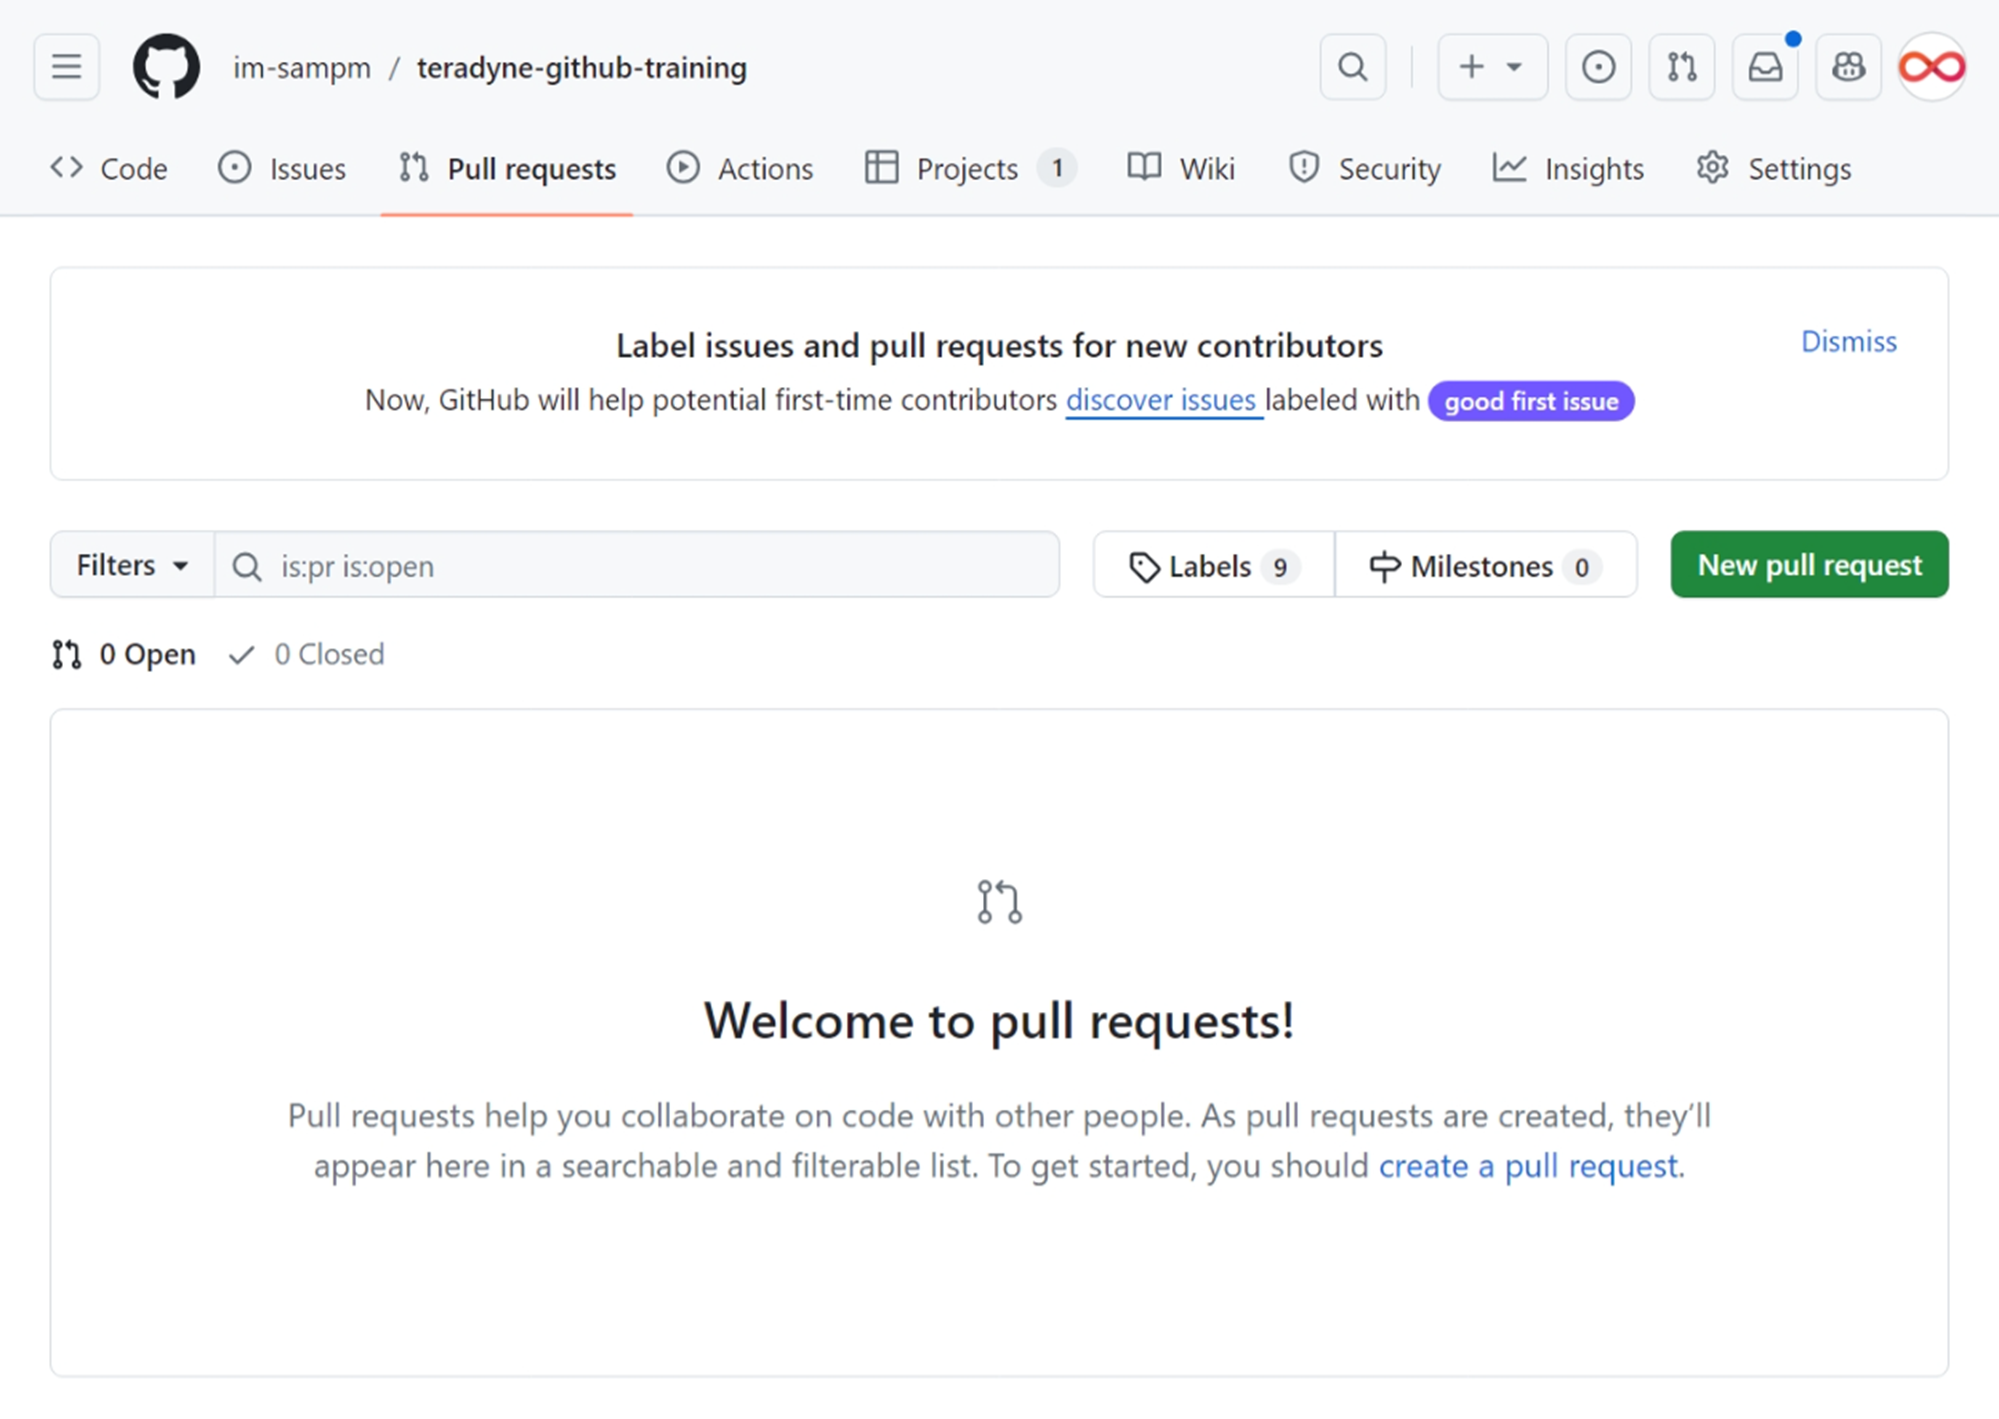 im-sampm / teradyne-github-training
Code Issues Pull requests Actions Projects 1 Wiki Security Insights Settings
Label issues and pull requests for new contributors
Dismiss
Now, GitHub will help potential first-time contributors discover issues labeled with good first issue
Filters is:pr is:open Labels 9 Milestones 0 New pull request
0 Open 0 Closed
Welcome to pull requests!
Pull requests help you collaborate on code with other people. As pull requests are created, they’ll
appear here in a searchable and filterable list. To get started, you should create a pull request.